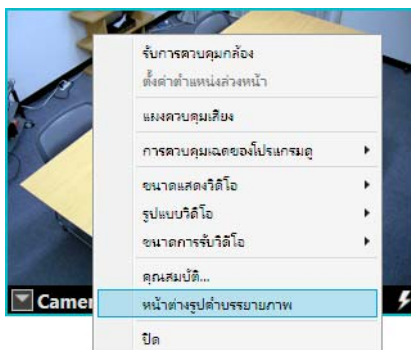 รับการควบคุมกล้อง
ตั้งค่าตำแหน่งล่วงหน้า
แผงควบคุมเสียง
การควบคุมเฉดของโปรแกรมดู
ขนาดแสดงวิดีโอ
รูปแบบวิดีโอ
ขนาดการรับวิดีโอ
คุณสมบัติ...
Camer
หน้าต่างรูปคำบรรยายภาพ
ปิด